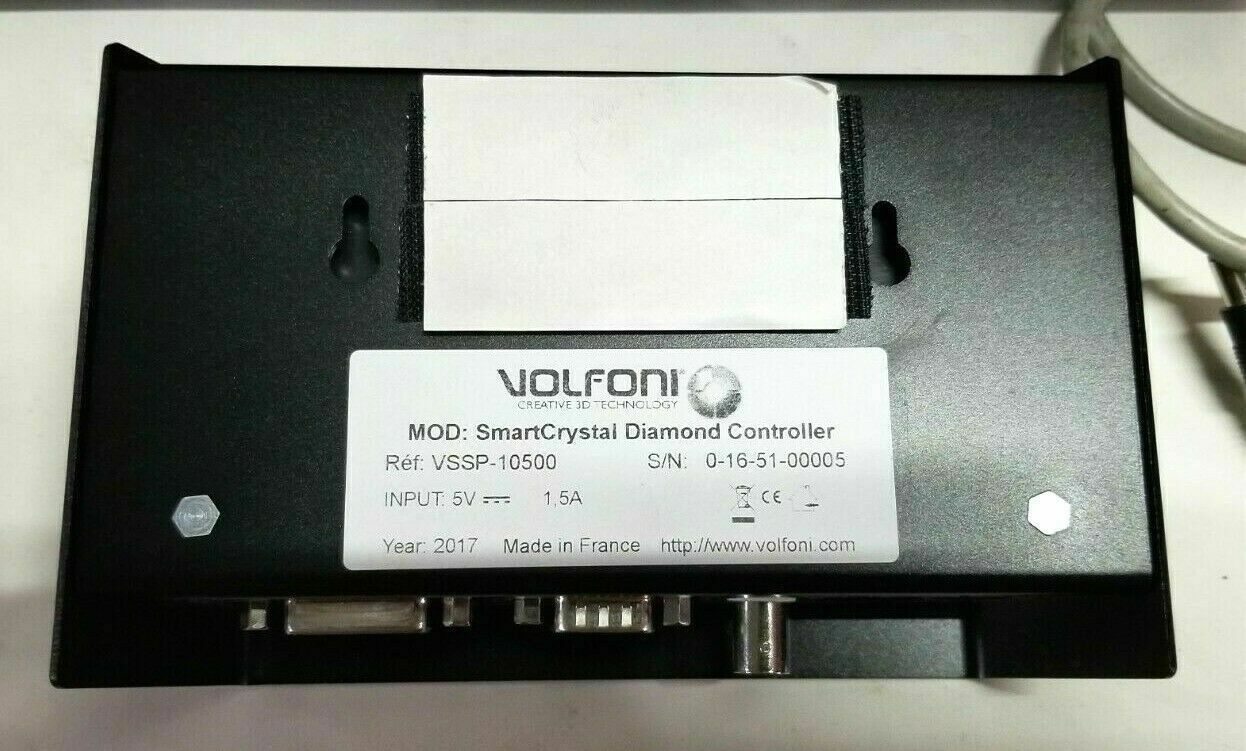 VOLFONI
CREATIVE 3D TECHNOLOGY
MOD: SmartCrystal Diamond Controller
Réf: VSSP-10500 S/N: 0-16-51-00005
INPUT: 5V 1,5A CE
Year: 2017 Made in France http://www.volfoni.com